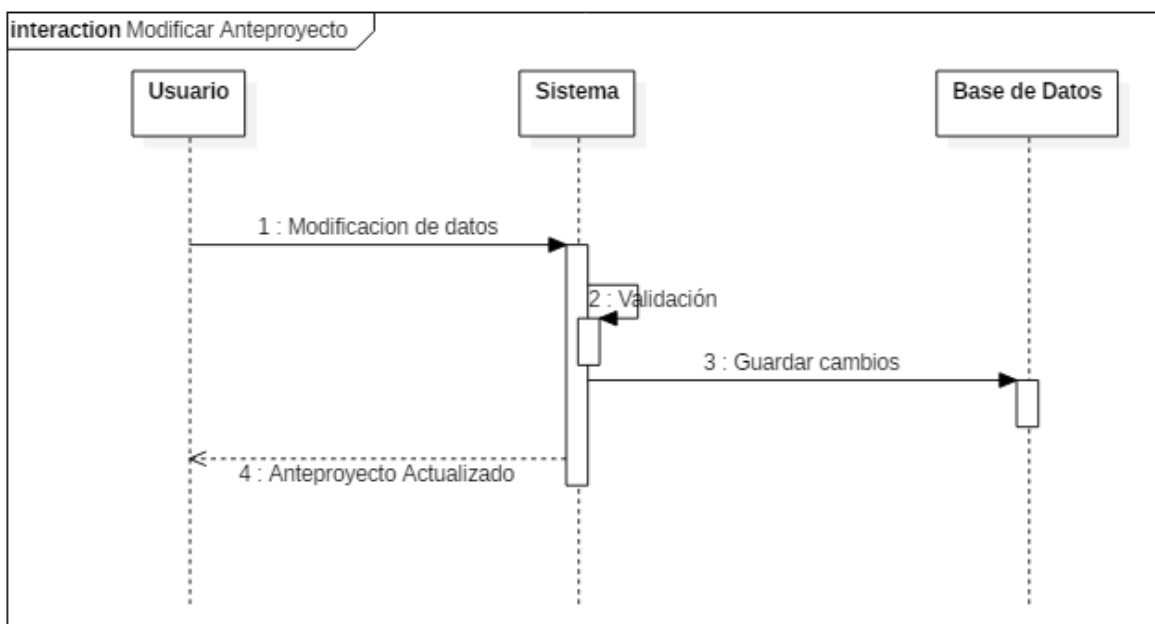 interaction Modificar Anteproyecto
Usuario
Sistema
Base de Datos
1 : Modificacion de datos
2 : Validación
3 : Guardar cambios
4 : Anteproyecto Actualizado